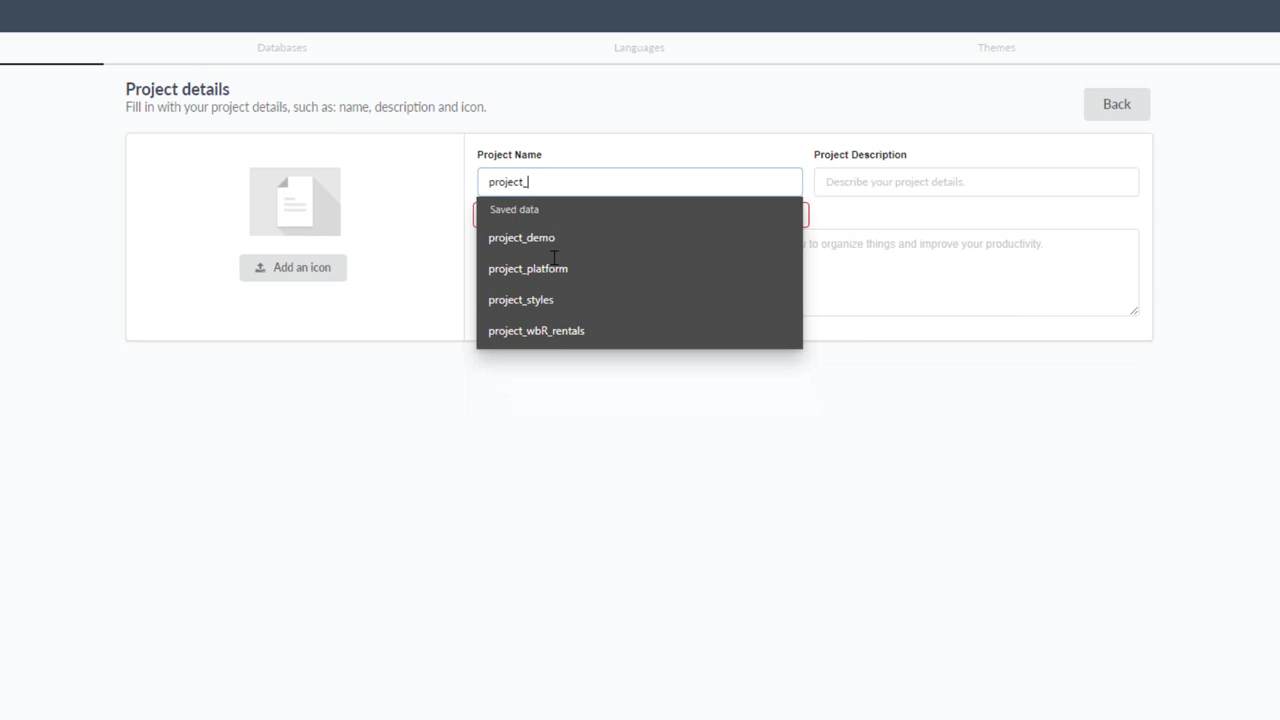 Databases
Languages
Themes
Project details
Fill in with your project details, such as: name, description and icon.
Back
Project Name
Project Description
project_
Describe your project details.
Saved data
project_demo
to organize things and improve your productivity.
project_platform
Add an icon
project_styles
project_wbR_rentals